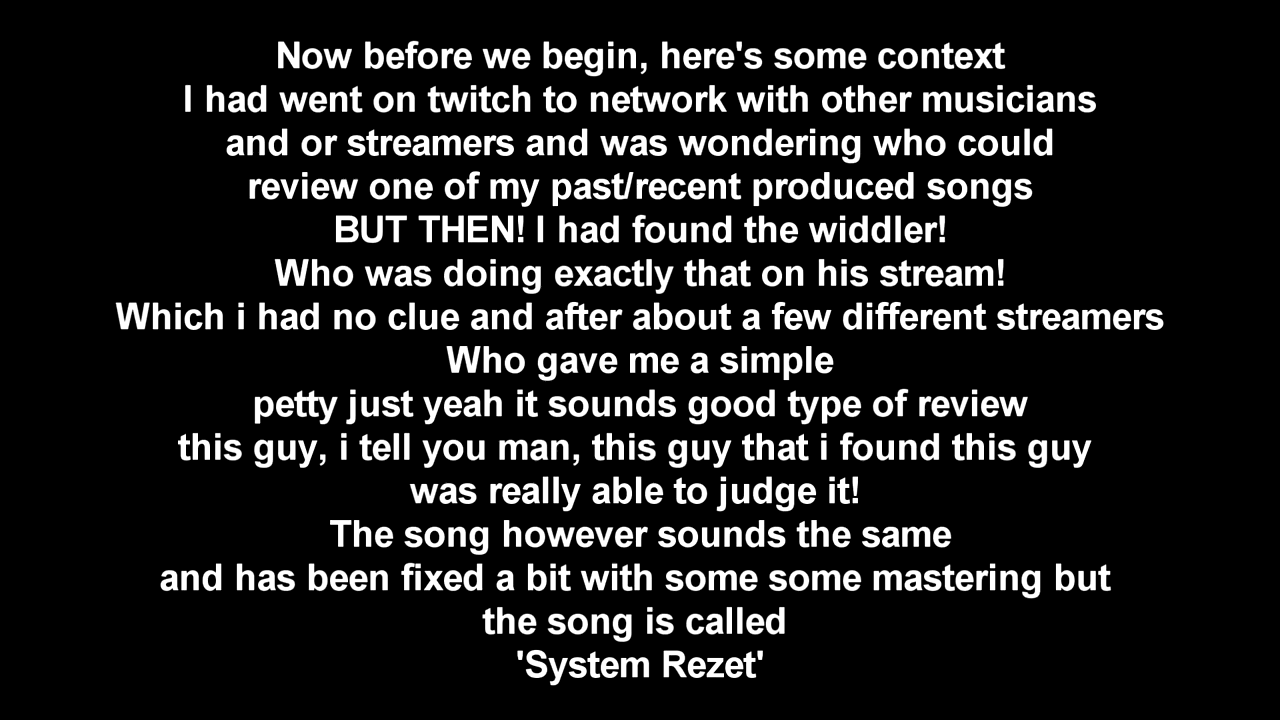 Now before we begin, here's some context
I had went on twitch to network with other musicians
and or streamers and was wondering who could
review one of my past/recent produced songs
BUT THEN! I had found the widdler!
Who was doing exactly that on his stream!
Which i had no clue and after about a few different streamers
Who gave me a simple
petty just yeah it sounds good type of review
this guy, i tell you man, this guy that i found this guy
was really able to judge it!
The song however sounds the same
and has been fixed a bit with some some mastering but
the song is called
'System Rezet'